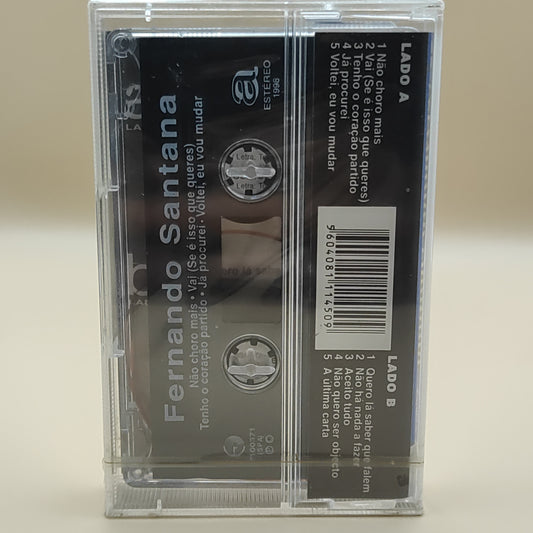 Fernando Santana
Não choro mais • Vai (Se é isso que queres)
Tenho o coração partido • Já procurei • Voltei, eu vou mudar
a
ESTÉREO
1996
100171
(SPA)
LADO A
1 Não choro mais
2 Vai (Se é isso que queres)
3 Tenho o coração partido
4 Já procurei
5 Voltei, eu vou mudar
5604081114509
LADO B
1 Quero lá saber que falem
2 Não há nada a fazer
3 Aceito tudo
4 Não quero ser objecto
5 A última carta